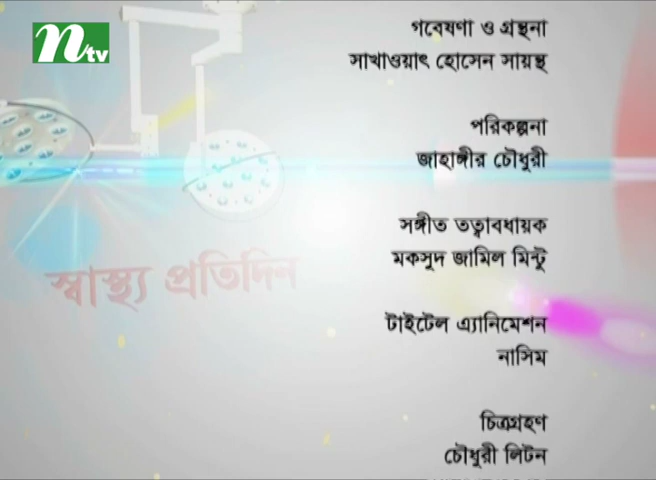 ntv
গবেষণা ও গ্রন্থনা
সাখাওয়াৎ হোসেন সায়ন্থ
পরিকল্পনা
জাহাঙ্গীর চৌধুরী
সঙ্গীত তত্বাবধায়ক
মকসুদ জামিল মিন্টু
স্বাস্থ্য প্রতিদিন
টাইটেল এ্যানিমেশন
নাসিম
চিত্রগ্রহণ
চৌধুরী লিটন